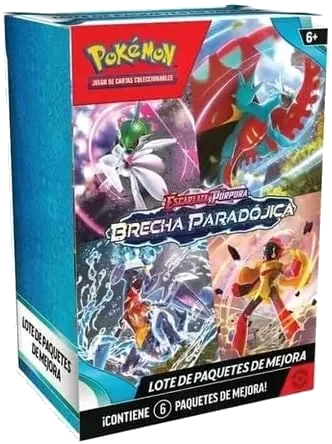 6+
POKéMON
JUEGO DE CARTAS COLECCIONABLES
ESCARLATA Y PÚRPURA
BRECHA PARADÓJICA
LOTE DE PAQUETES
DE MEJORA
LOTE DE PAQUETES DE MEJORA
¡CONTIENE 6 PAQUETES DE MEJORA!